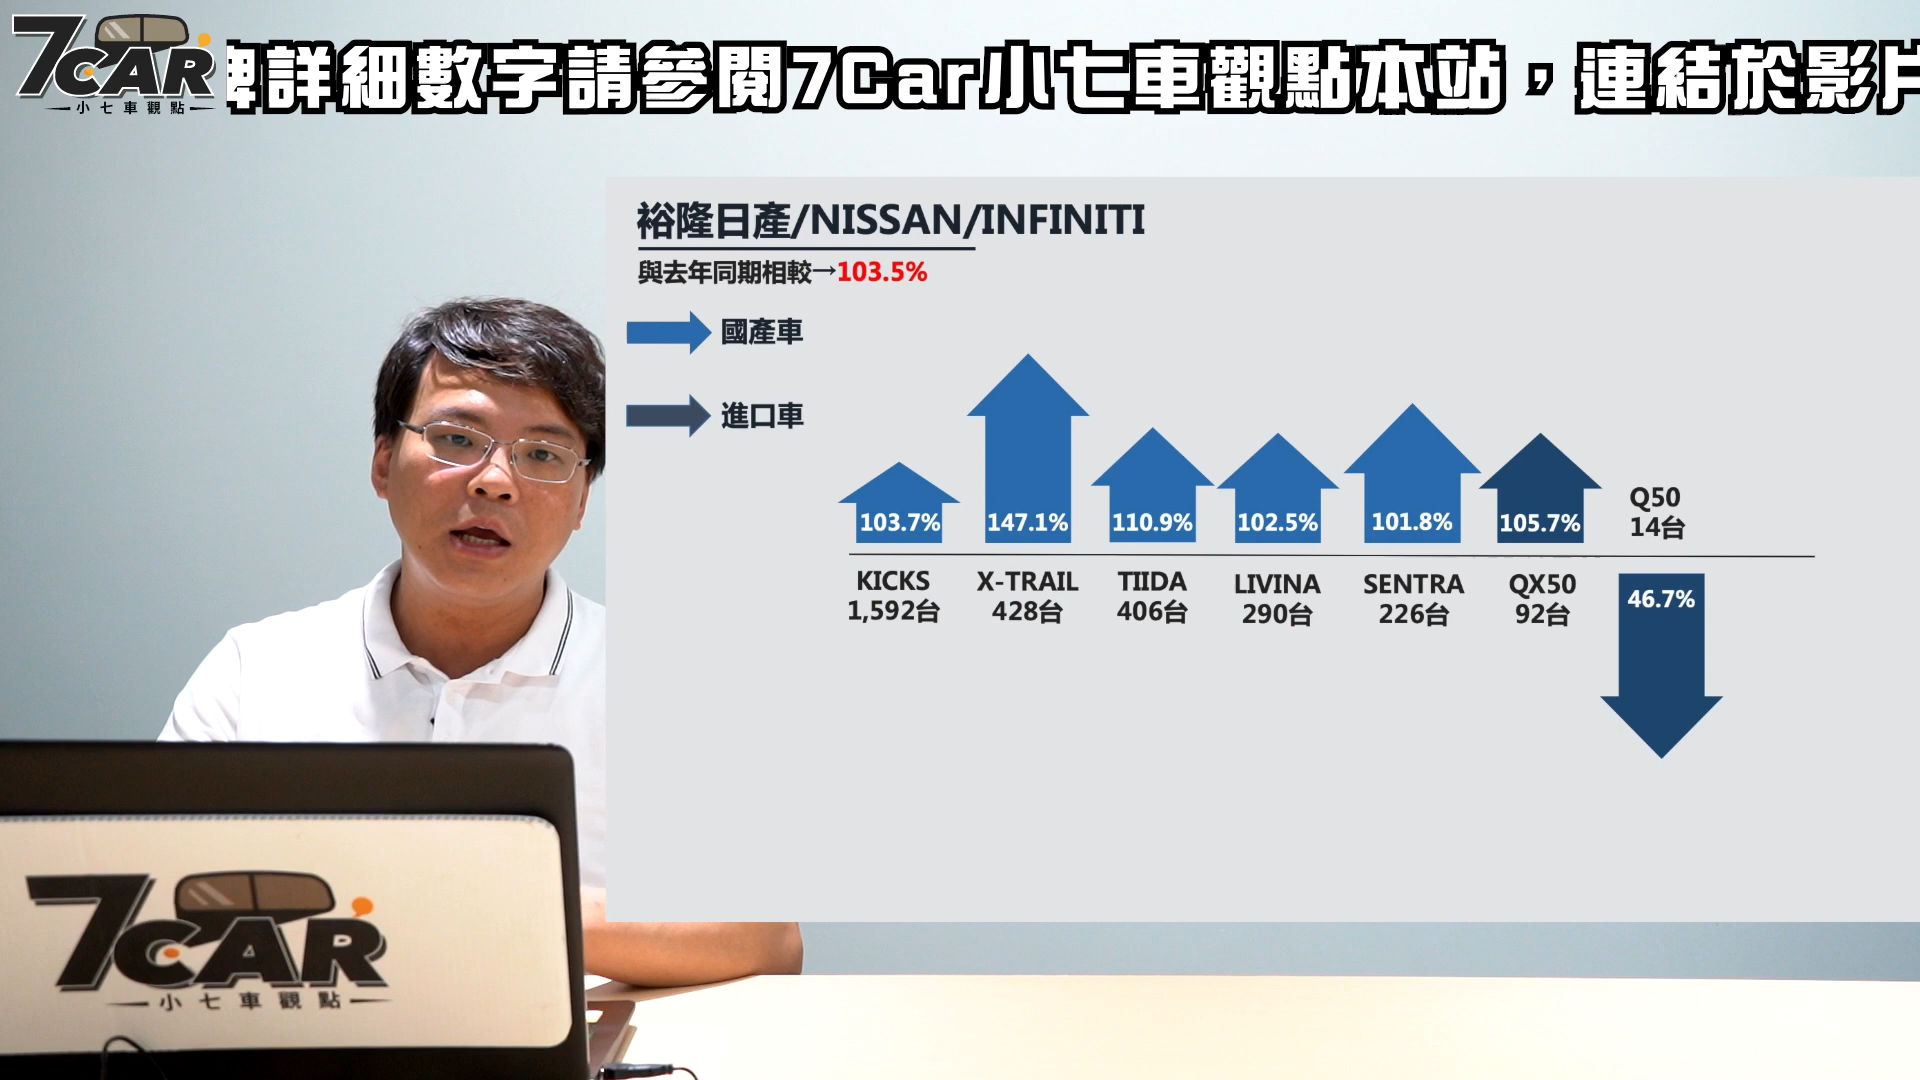 7CAR
小七車觀點
詳細數字請參閱7Car小七車觀點本站，連結於影片
裕隆日產/NISSAN/INFINITI
與去年同期相較→103.5%
國產車
進口車
103.7%
147.1%
110.9%
102.5%
101.8%
105.7%
Q50
14台
KICKS
1,592台
X-TRAIL
428台
TIIDA
406台
LIVINA
290台
SENTRA
226台
QX50
92台
46.7%
7CAR
小七車觀點